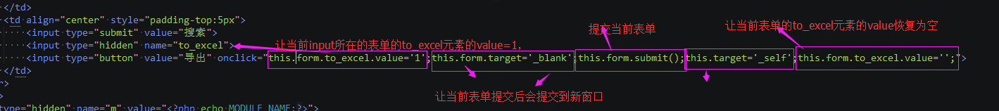 </td>
<td align="center" style="padding-top:5px">
提交当前表单
让当前表单的to_excel元素的value恢复为空
<input type="submit" value="搜索">
<input type="hidden" name="to_excel">
让当前input所在的表单的to_excel元素的value=1,
<input type="button" value="导出" onclick="this.form.to_excel.value='1';this.form.target='_blank';this.form.submit();this.target='_self';this.form.to_excel.value='';">
</td>
让当前表单提交后会提交到新窗口
r>
>
type="hidden" name="m" value="<?php echo MODULE_NAME;?>">